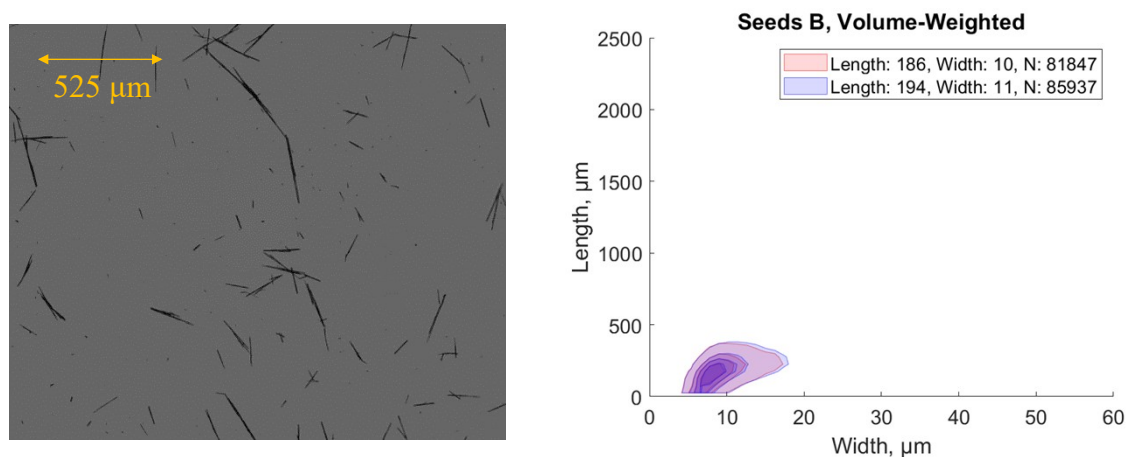 525 μm
Seeds B, Volume-Weighted
Length: 186, Width: 10, N: 81847
Length: 194, Width: 11, N: 85937
2500
2000
1500
1000
500
0
Length, μm
0 10 20 30 40 50 60
Width, μm